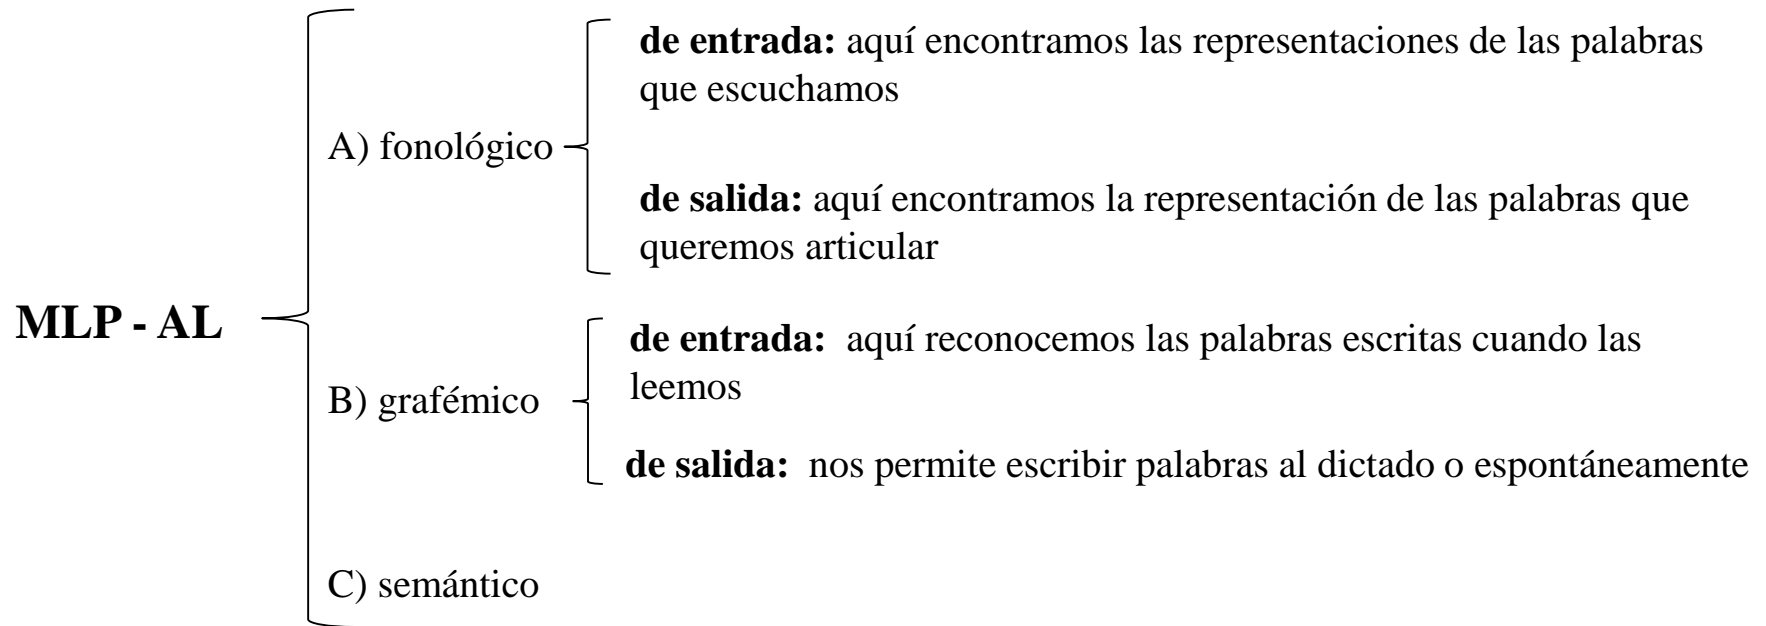 de entrada: aquí encontramos las representaciones de las palabras
que escuchamos
A) fonológico
de salida: aquí encontramos la representación de las palabras que
queremos articular
MLP - AL
de entrada: aquí reconocemos las palabras escritas cuando las
leemos
B) grafémico
de salida: nos permite escribir palabras al dictado o espontáneamente
C) semántico